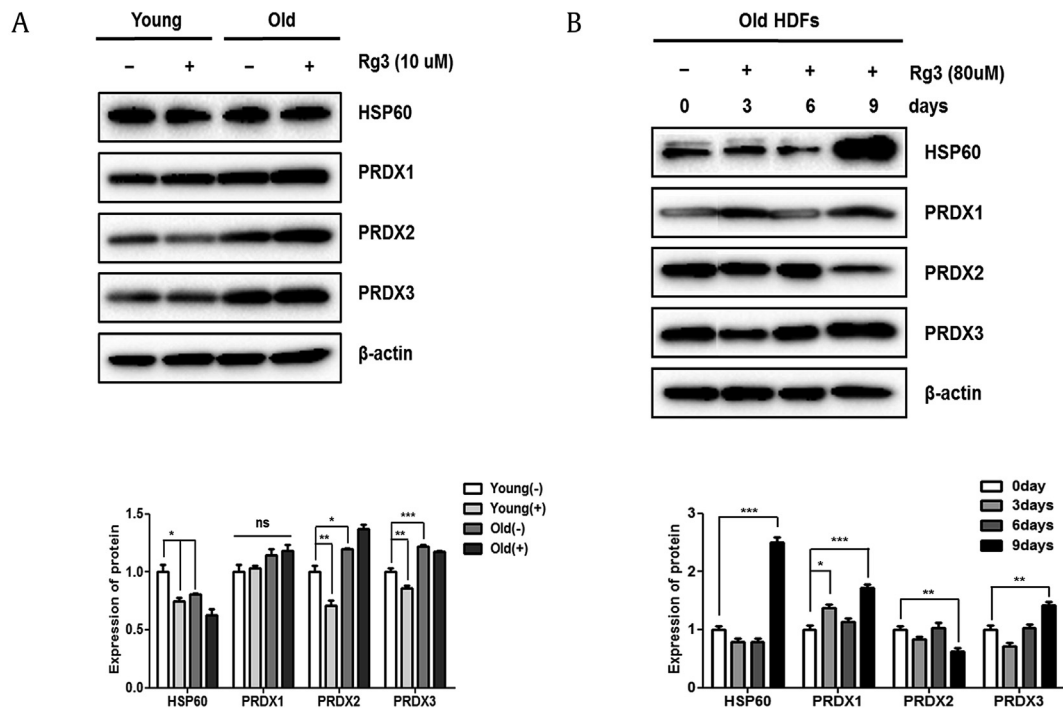 A
Young Old
– + – + Rg3 (10 uM)
HSP60
PRDX1
PRDX2
PRDX3
β-actin
Expression of protein
1.5
1.0
0.5
0.0
* ns ** * ** ***
HSP60 PRDX1 PRDX2 PRDX3
Young(-)
Young(+)
Old(-)
Old(+)
B
Old HDFs
– + + + Rg3 (80uM)
0 3 6 9 days
HSP60
PRDX1
PRDX2
PRDX3
β-actin
Expression of protein
3
2
1
0
*** * *** ** **
HSP60 PRDX1 PRDX2 PRDX3
0day
3days
6days
9days